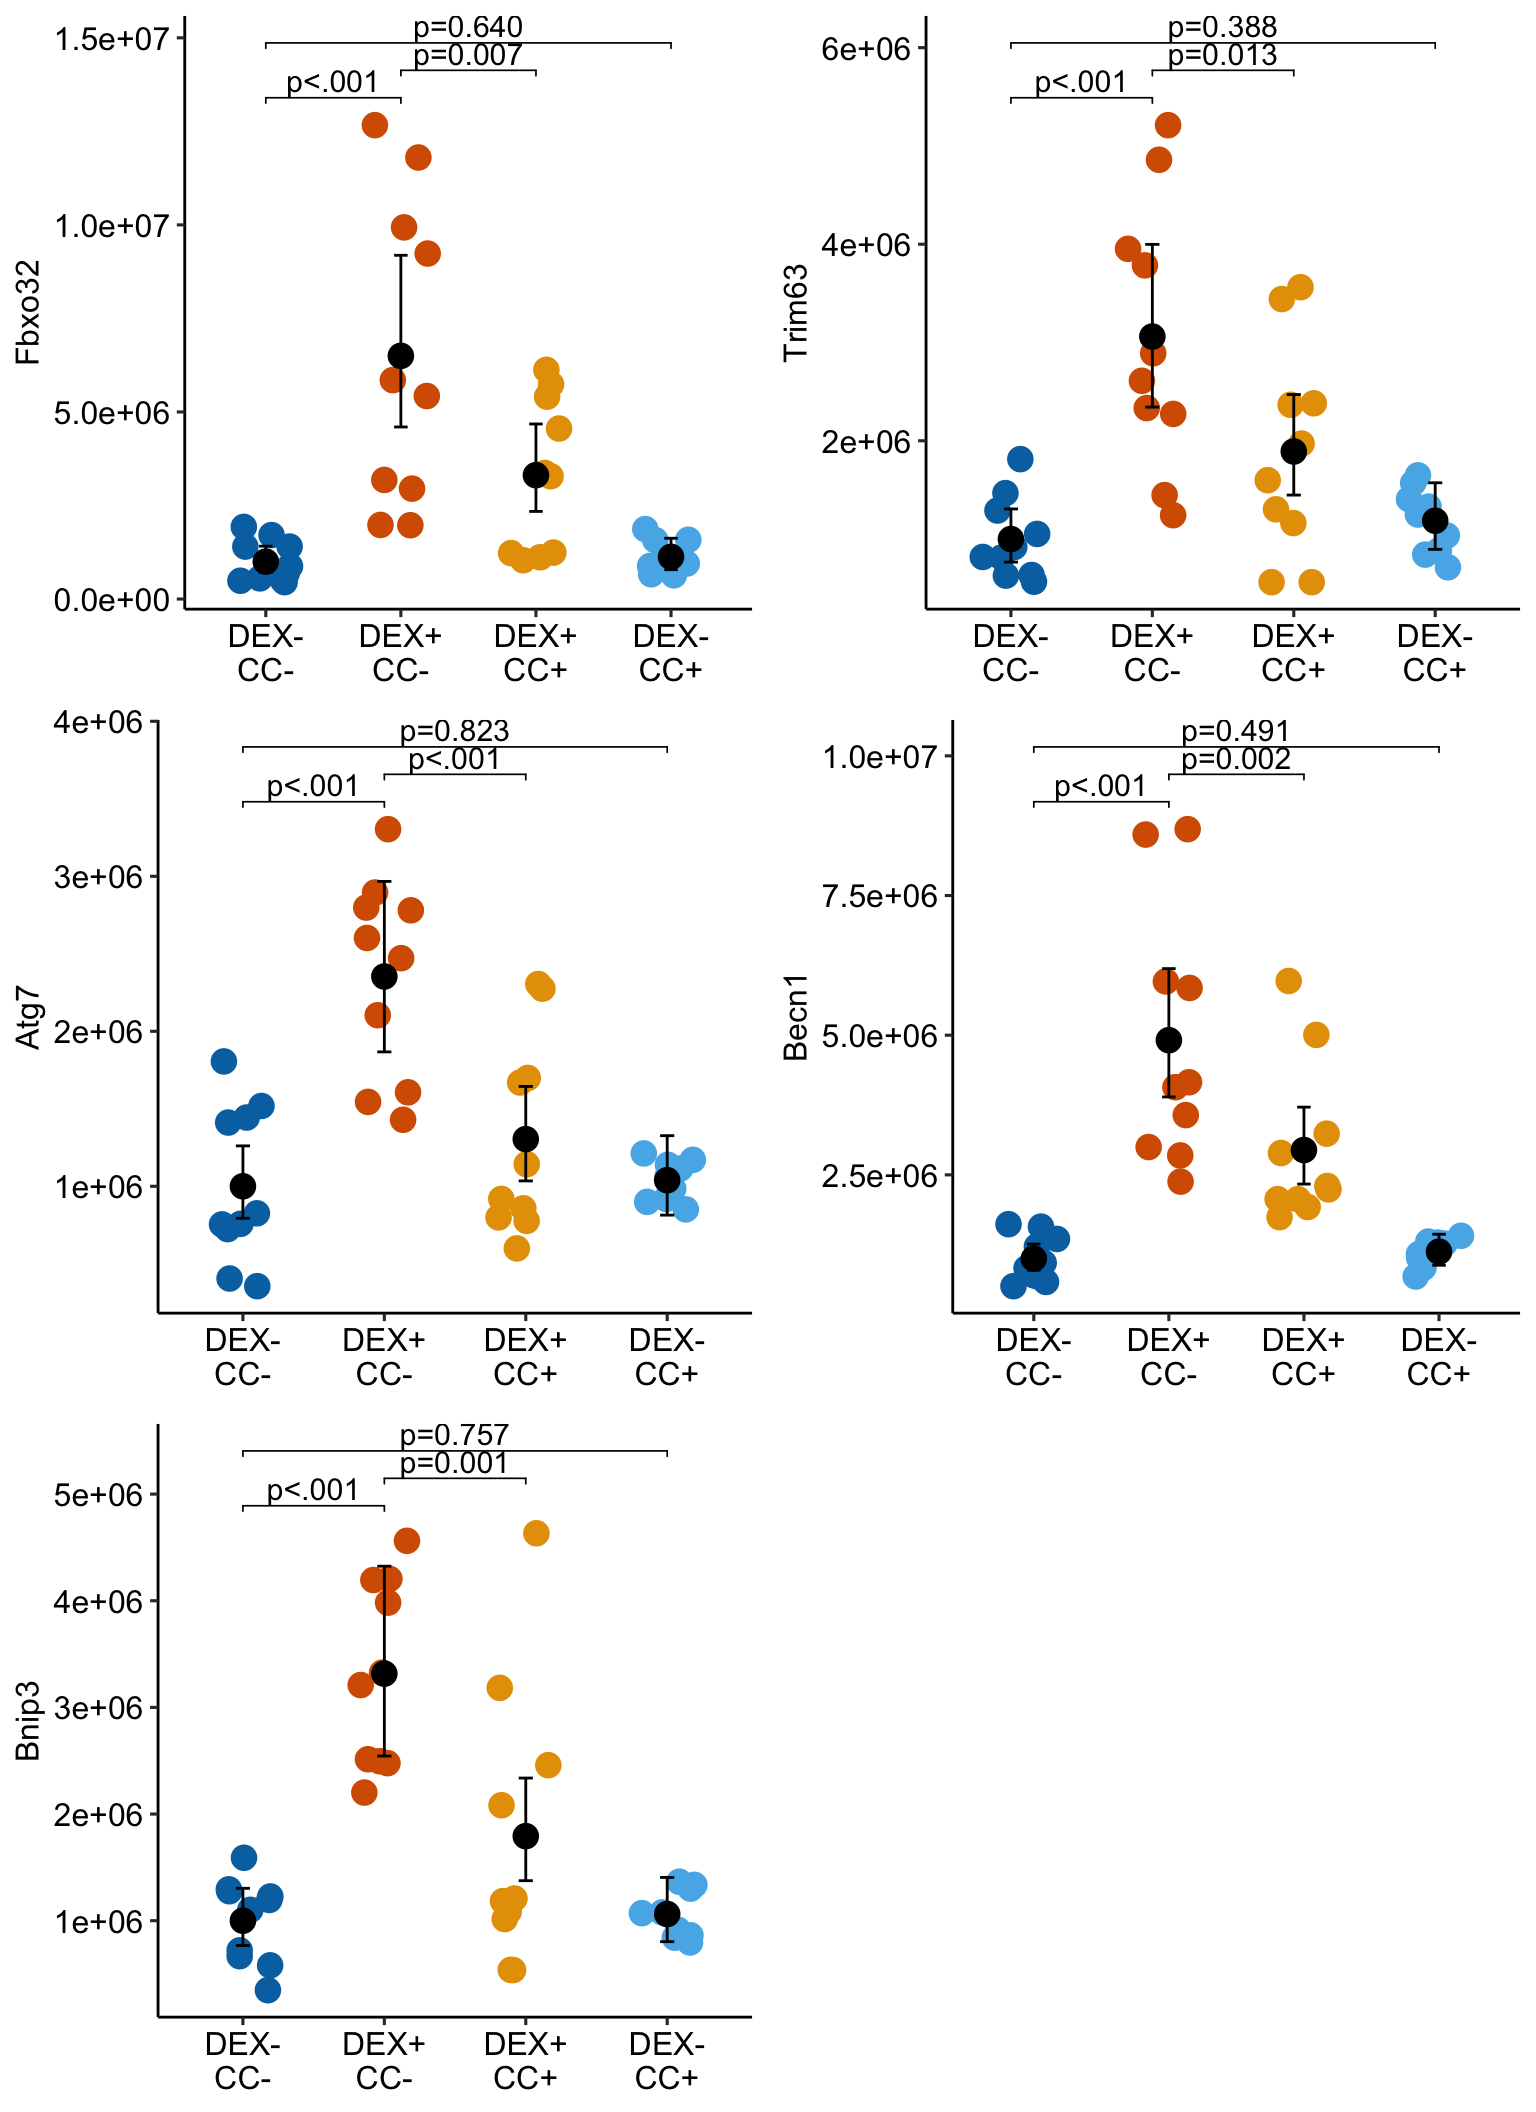 p=0.640
p=0.007
p<.001
1.5e+07
1.0e+07
5.0e+06
0.0e+00
Fbxo32
DEX- DEX+ DEX+ DEX-
CC- CC- CC+ CC+
p=0.388
p=0.013
p<.001
6e+06
4e+06
2e+06
Trim63
DEX- DEX+ DEX+ DEX-
CC- CC- CC+ CC+
p=0.823
p<.001
p<.001
4e+06
3e+06
2e+06
1e+06
Atg7
DEX- DEX+ DEX+ DEX-
CC- CC- CC+ CC+
p=0.491
p=0.002
p<.001
1.0e+07
7.5e+06
5.0e+06
2.5e+06
Becn1
DEX- DEX+ DEX+ DEX-
CC- CC- CC+ CC+
p=0.757
p=0.001
p<.001
5e+06
4e+06
3e+06
2e+06
1e+06
Bnip3
DEX- DEX+ DEX+ DEX-
CC- CC- CC+ CC+